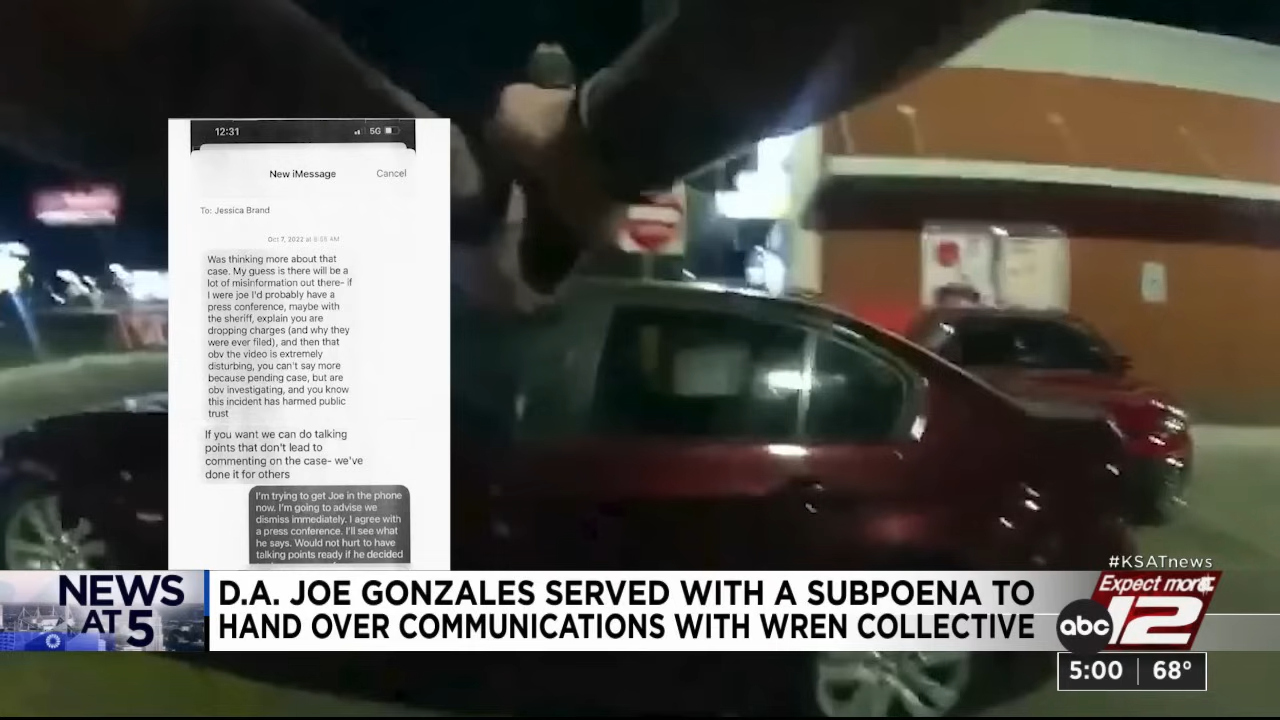 12:31
5G
New iMessage
Cancel
To: Jessica Brand
Oct 7, 2022 at AM
Was thinking more about that
case. My guess is there will be a
lot of misinformation out there- if
I were joe I'd probably have a
press conference, maybe with
the sheriff, explain you are
dropping charges (and why they
were ever filed), and then that
obv the video is extremely
disturbing, you can't say more
because pending case, but are
obv investigating, and you know
this incident has harmed public
trust
If you want we can do talking
points that don't lead to
commenting on the case- we've
done it for others
I'm trying to get Joe in the phone
now. I'm going to advise we
dismiss immediately. I agree with
a press conference. I'll see what
he says. Would not hurt to have
talking points ready if he decided
#KSATnews
NEWS
AT 5
D.A. JOE GONZALES SERVED WITH A SUBPOENA TO
HAND OVER COMMUNICATIONS WITH WREN COLLECTIVE
Expect more
abc 12
5:00 68°